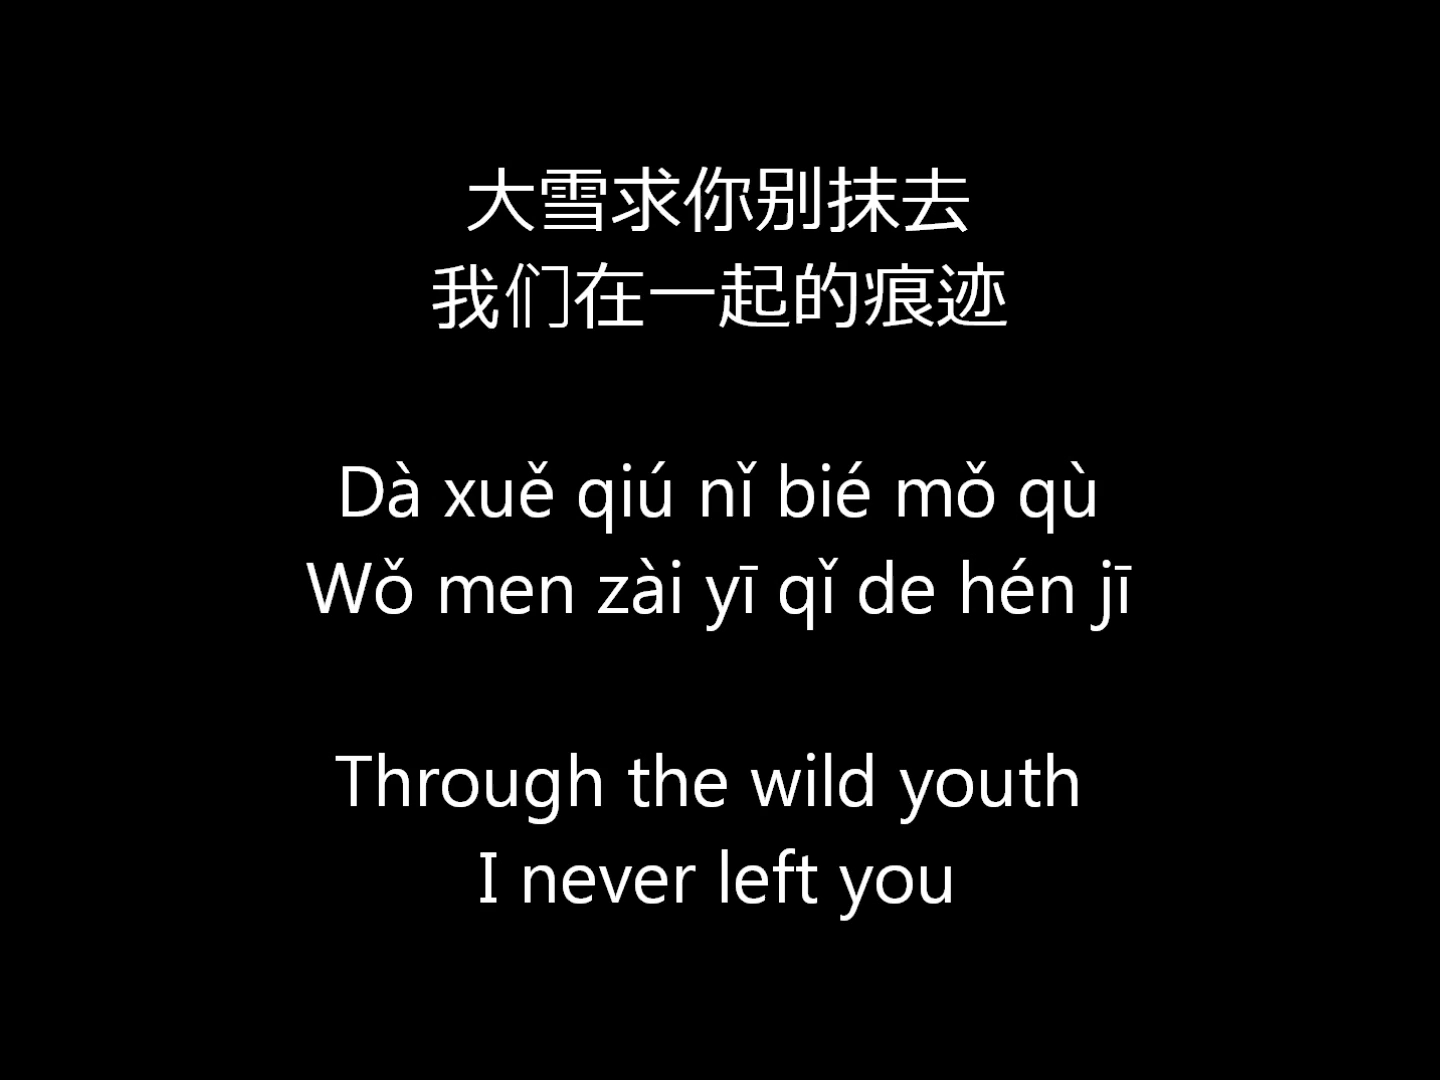 大雪求你别抹去
我们在一起的痕迹
Dà xuě qiú nǐ bié mǒ qù
Wǒ men zài yī qǐ de hén jī
Through the wild youth
I never left you